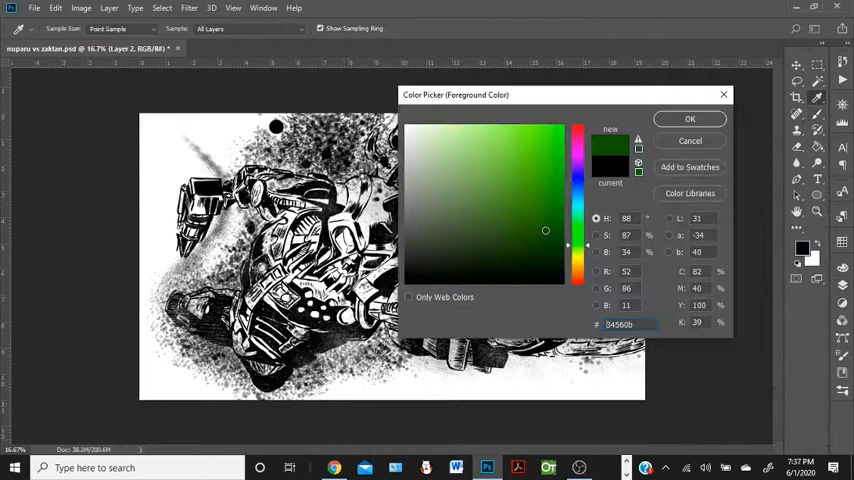 Ps File Edit Image Layer Type Select Filter 3D View Window Help
Sample Size: Point Sample Sample: All Layers Show Sampling Ring
nuparu vs zaktan.psd @ 16.7% (Layer 2, RGB/8#) * ×
Color Picker (Foreground Color)
new
current
OK
Cancel
Add to Swatches
Color Libraries
H: 88 ° L: 31
S: 87 % a: -34
B: 34 % b: 40
R: 52 C: 82 %
G: 86 M: 40 %
B: 11 Y: 100 %
# 34560b K: 39 %
Only Web Colors
16.67% Doc: 38.2M/200.6M
Type here to search
7:37 PM
6/1/2020